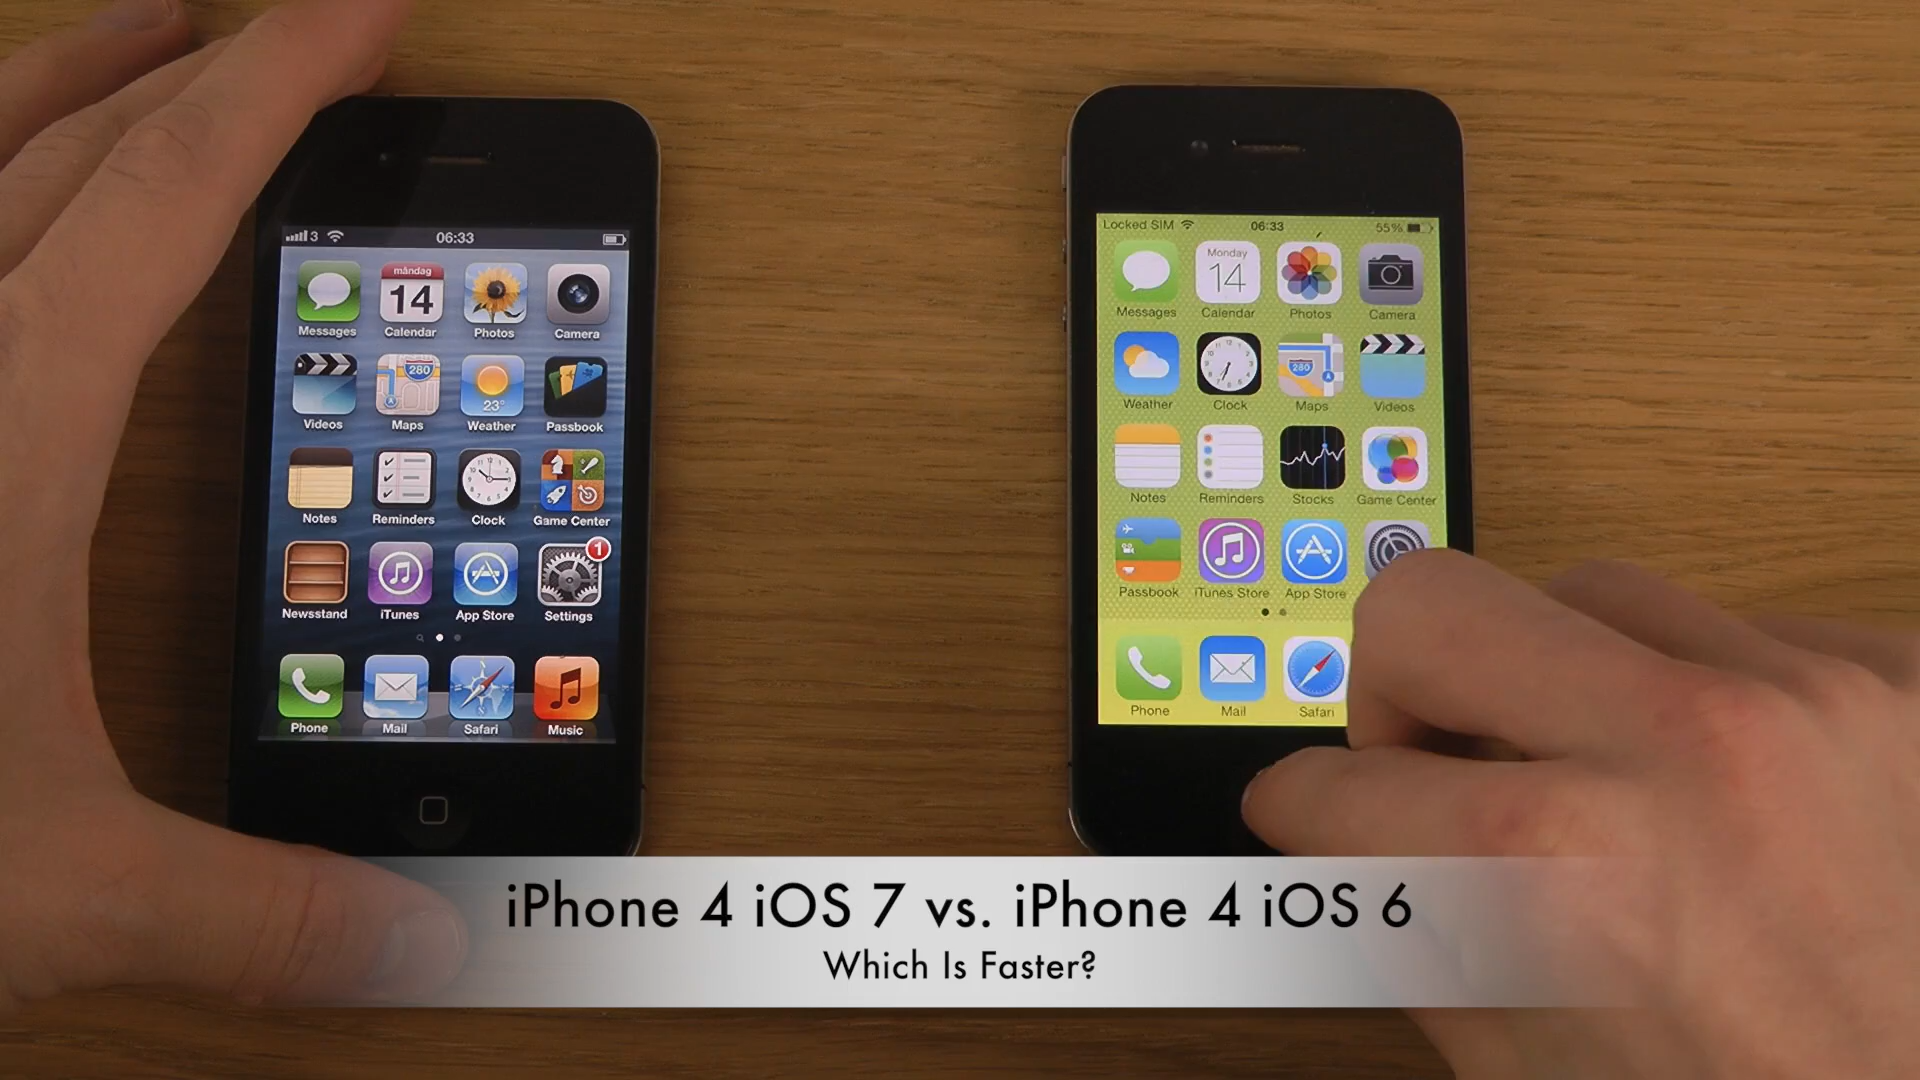 3 06:33
Messages Calendar Photos Camera
måndag
14
Videos Maps Weather Passbook
280
23°
Notes Reminders Clock Game Center
Newsstand iTunes App Store Settings
1
Phone Mail Safari Music
Locked SIM 06:33 55%
Monday
14
Messages Calendar Photos Camera
280
Weather Clock Maps Videos
Notes Reminders Stocks Game Center
Passbook iTunes Store App Store
Phone Mail Safari
iPhone 4 iOS 7 vs. iPhone 4 iOS 6
Which Is Faster?